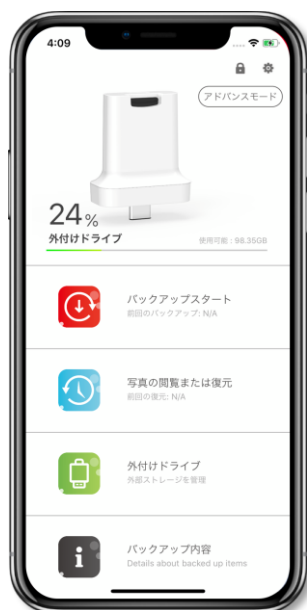 4:09
アドバンスモード
24%
外付けドライブ
使用可能：98.35GB
バックアップスタート
前回のバックアップ: N/A
写真の閲覧または復元
前回の復元: N/A
外付けドライブ
外部ストレージを管理
バックアップ内容
Details about backed up items